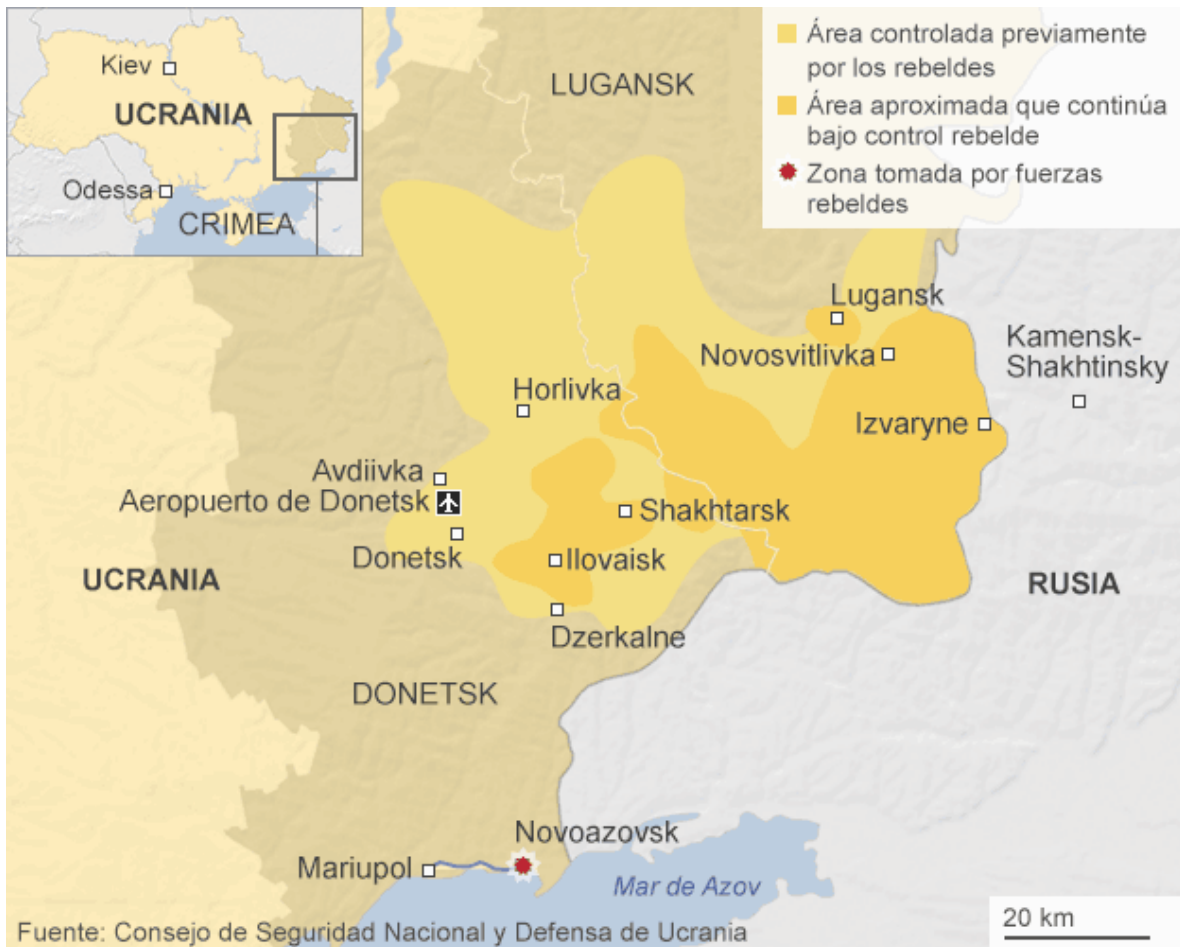 Kiev
UCRANIA
Odessa
CRIMEA
LUGANSK
Área controlada previamente
por los rebeldes
Área aproximada que continúa
bajo control rebelde
Zona tomada por fuerzas
rebeldes
Lugansk
Novosvitlivka
Kamensk-
Shakhtinsky
Horlivka
Izvaryne
Avdiivka
Aeropuerto de Donetsk
Shakhtarsk
Donetsk
Ilovaisk
UCRANIA
RUSIA
Dzerkalne
DONETSK
Novoazovsk
Mariupol
Mar de Azov
20 km
Fuente: Consejo de Seguridad Nacional y Defensa de Ucrania